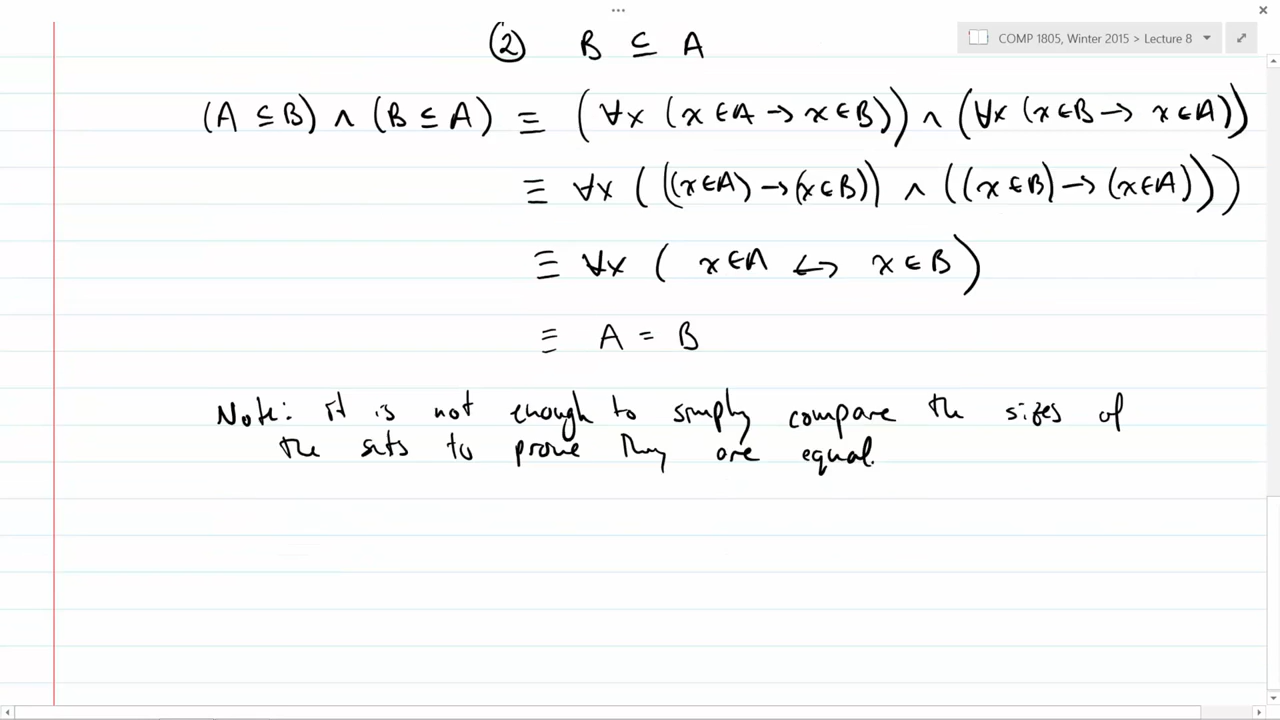 COMP 1805, Winter 2015 > Lecture 8
② B ⊆ A
(A ⊆ B) ∧ (B ⊆ A) ≡ (∀x (x ∈ A → x ∈ B)) ∧ (∀x (x ∈ B → x ∈ A))
≡ ∀x (((x ∈ A) → (x ∈ B)) ∧ ((x ∈ B) → (x ∈ A)))
≡ ∀x ( x ∈ A ↔ x ∈ B )
≡ A = B
Note: it is not enough to simply compare the sizes of
the sets to prove they are equal.